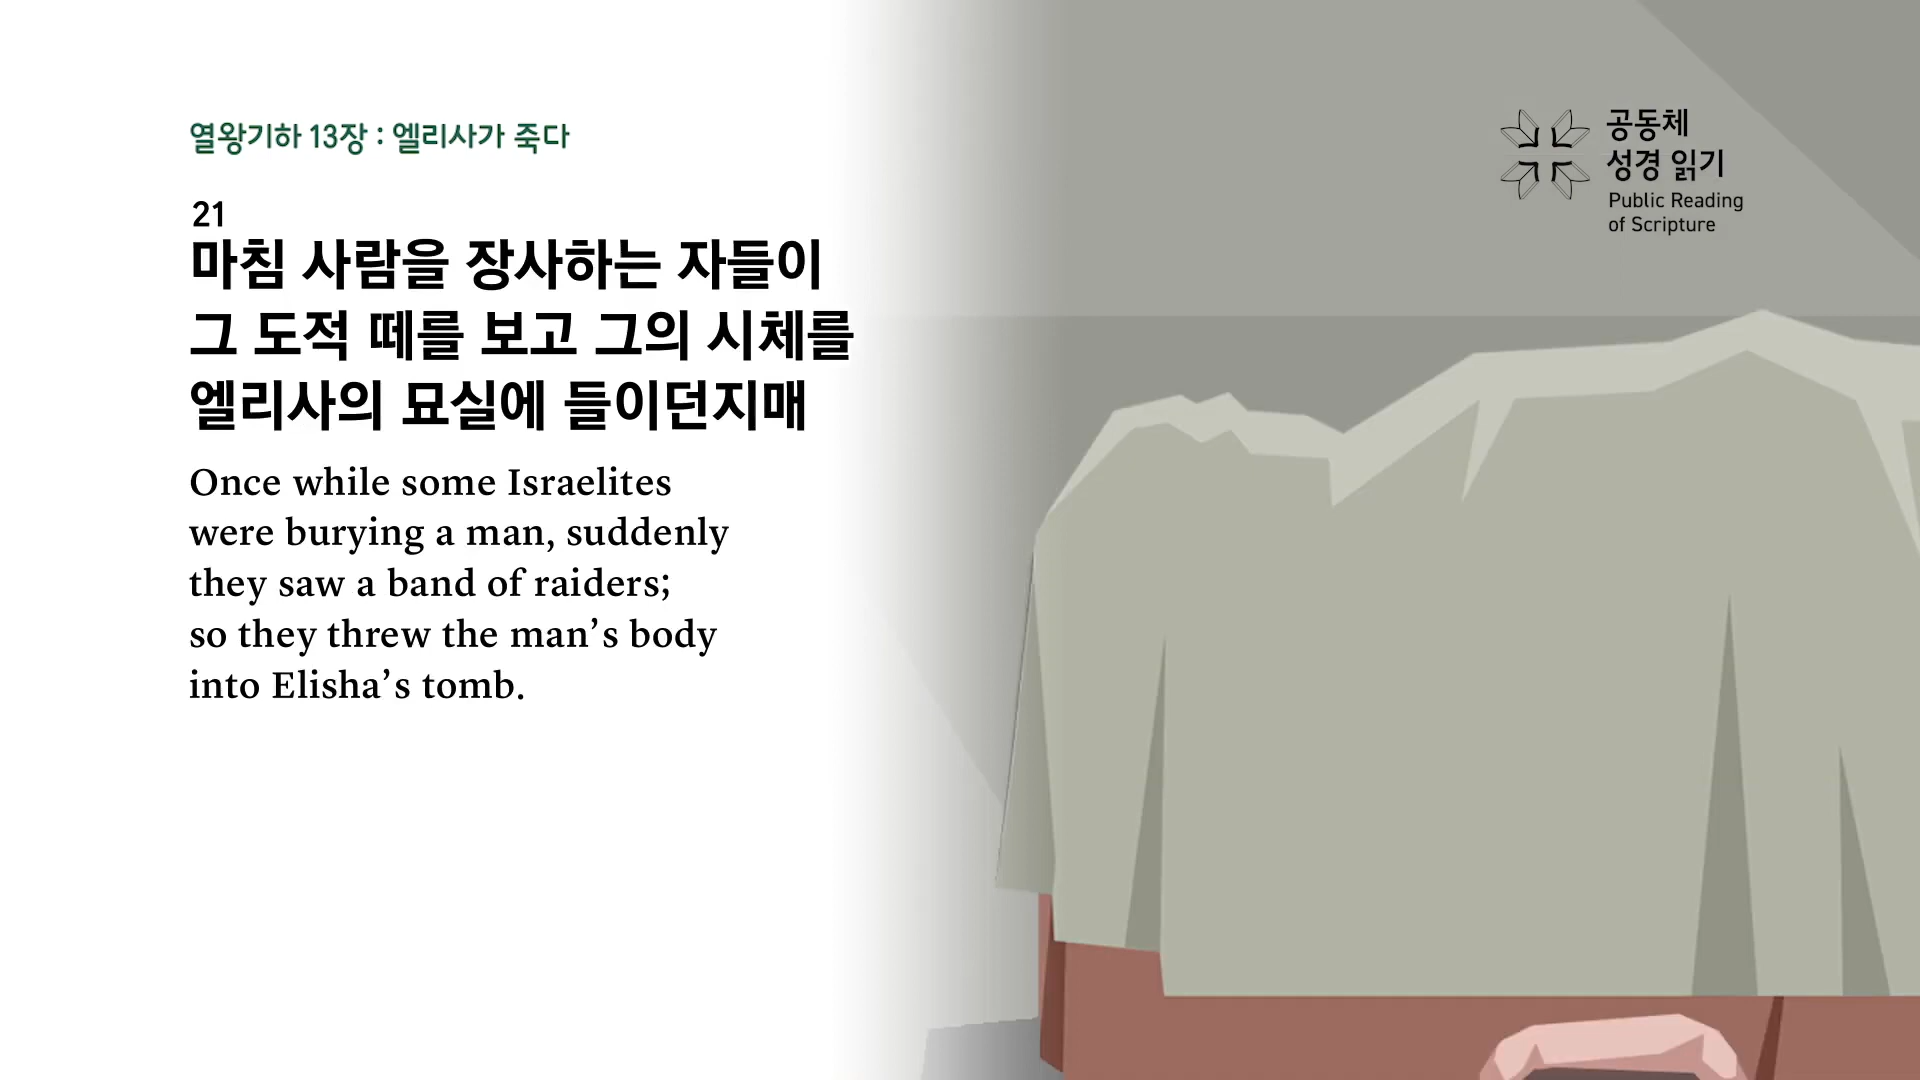 열왕기하 13장 : 엘리사가 죽다
21
마침 사람을 장사하는 자들이
그 도적 떼를 보고 그의 시체를
엘리사의 묘실에 들이던지매
Once while some Israelites
were burying a man, suddenly
they saw a band of raiders;
so they threw the man’s body
into Elisha’s tomb.
공동체
성경 읽기
Public Reading
of Scripture